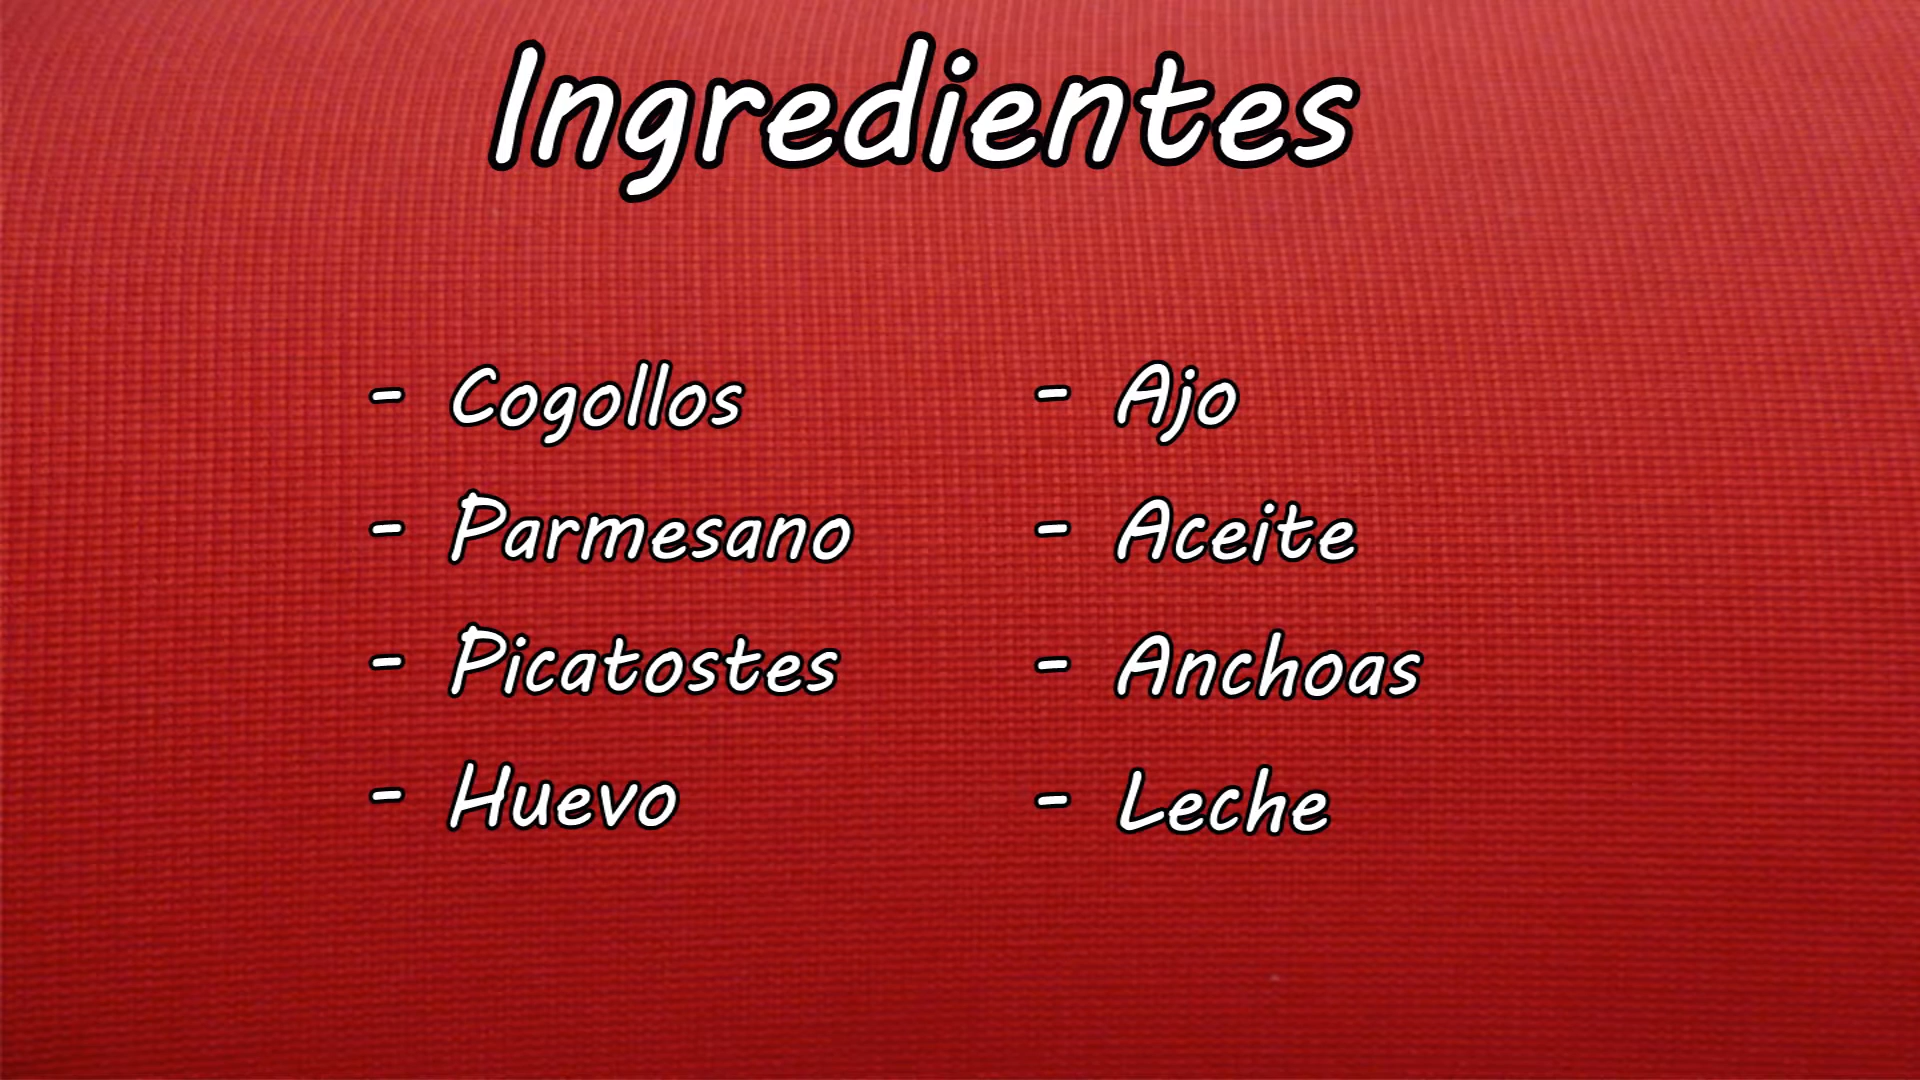 Ingredientes
- Cogollos
- Parmesano
- Picatostes
- Huevo
- Ajo
- Aceite
- Anchoas
- Leche